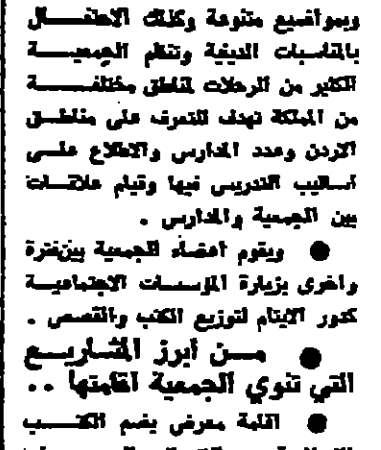 وبمواضيع متنوعة وكذلك الاحتفال
بالمناسبات الدينية وتنظم الجمعية
الكثير من الرحلات لمناطق مختلفة
من المملكة تهدف للتعرف على مناطق
الاردن وعدد المدارس والاطلاع على
اساليب التدريس فيها وقيام علاقات
بين الجمعية والمدارس .
● ويقوم اعضاء الجمعية بين فترة
واخرى بزيارة المؤسسات الاجتماعية
كدور الايتام لتوزيع الكتب والقصص .
● من أبرز المشاريع
التي تنوي الجمعية اقامتها ..
● اقامة معرض يضم الكتب